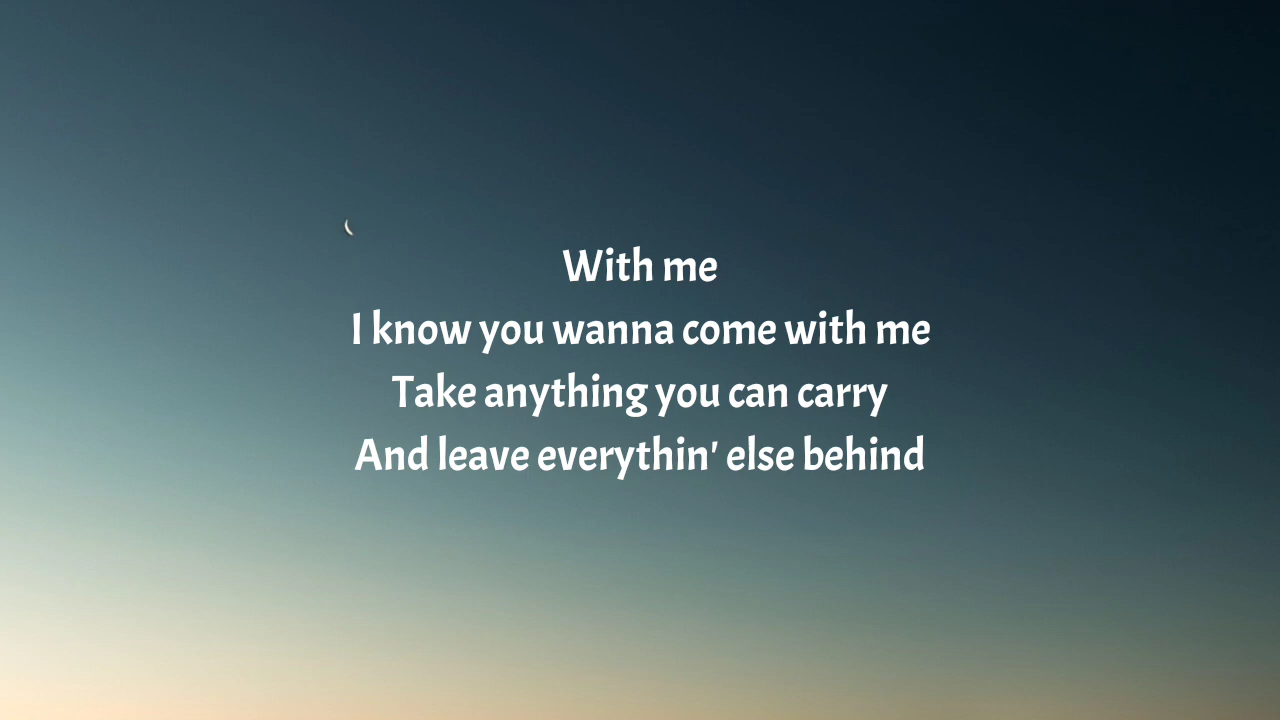 With me
I know you wanna come with me
Take anything you can carry
And leave everythin' else behind